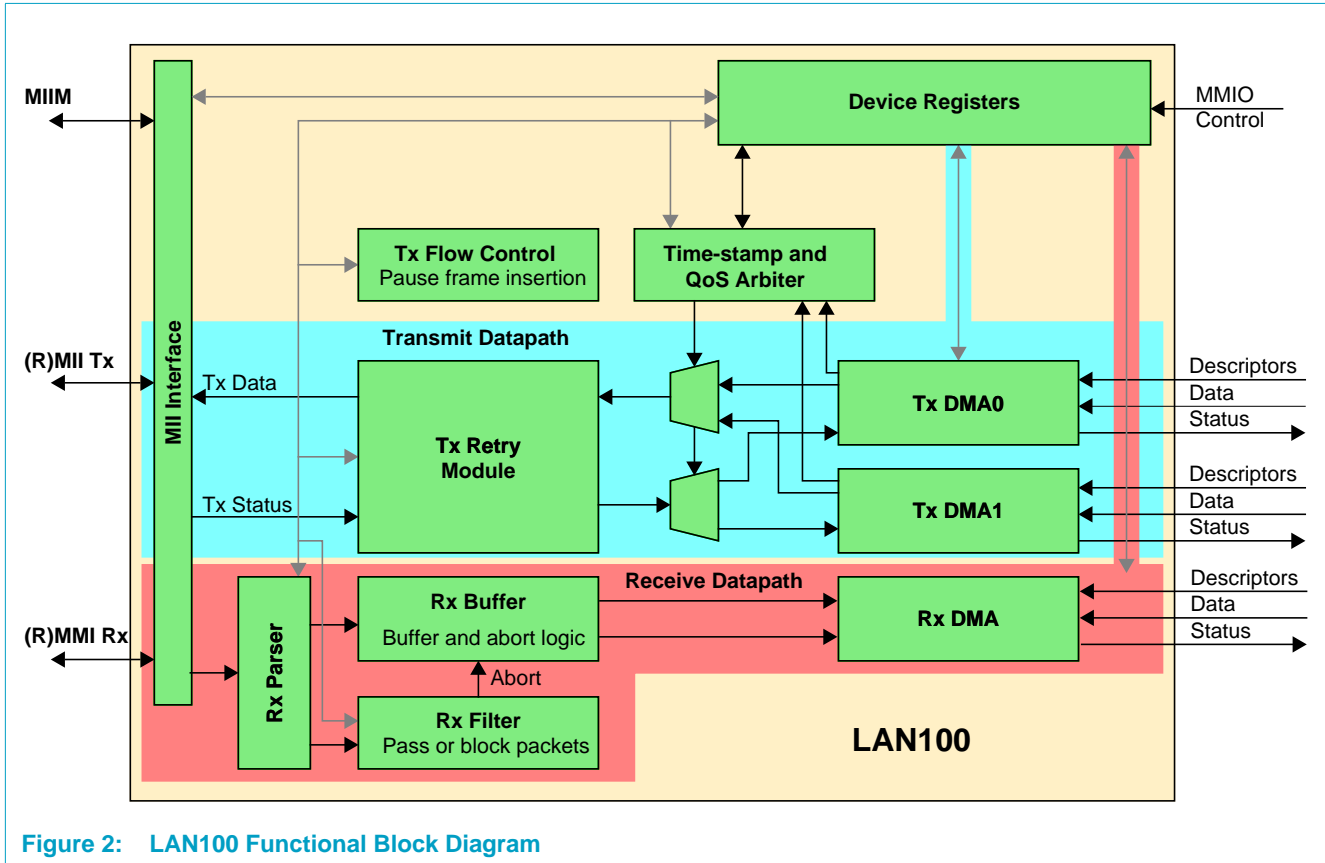 MIIM
Device Registers
MMIO
Control
Tx Flow Control
Pause frame insertion
Time-stamp and
QoS Arbiter
MII Interface
Transmit Datapath
(R)MII Tx
Tx Data
Tx Retry
Module
Tx Status
Tx DMA0
Descriptors
Data
Status
Tx DMA1
Descriptors
Data
Status
Receive Datapath
(R)MMI Rx
Rx Parser
Rx Buffer
Buffer and abort logic
Abort
Rx Filter
Pass or block packets
Rx DMA
Descriptors
Data
Status
LAN100
Figure 2: LAN100 Functional Block Diagram